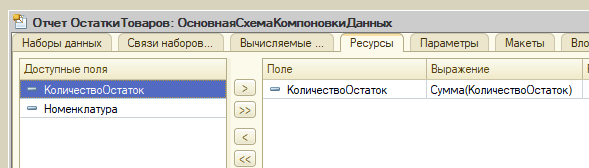 Отчет ОстаткиТоваров: ОсновнаяСхемаКомпоновкиДанных
Наборы данных Связи наборов... Вычисляемые ... Ресурсы Параметры Макеты Вло
Доступные поля
КоличествоОстаток
Номенклатура
>
>>
<
<<
Поле Выражение
КоличествоОстаток Сумма(КоличествоОстаток)